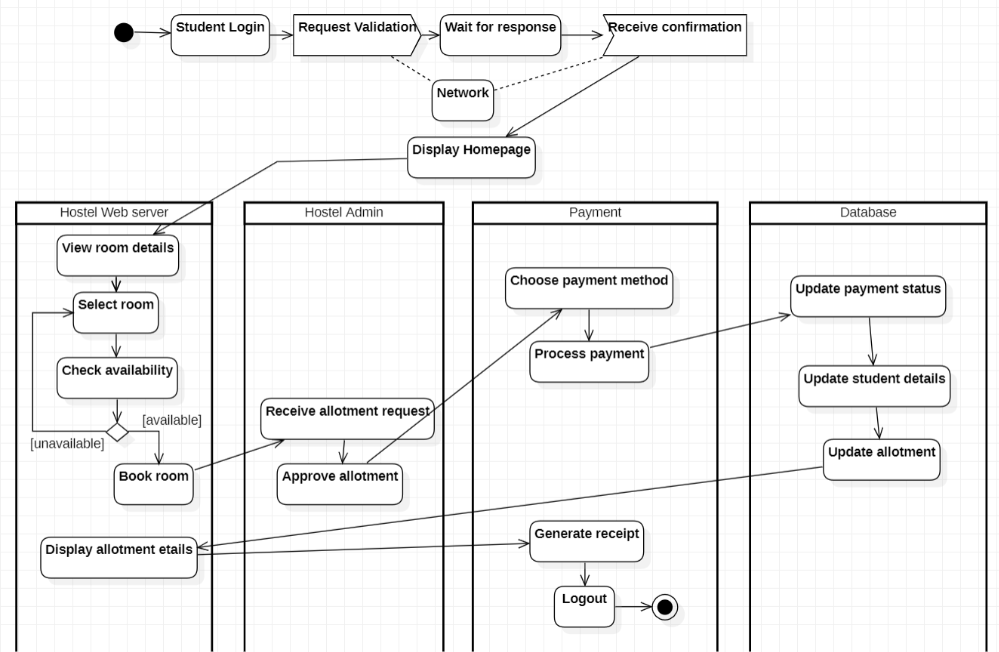 Student Login
Request Validation
Wait for response
Receive confirmation
Network
Display Homepage
Hostel Web server
Hostel Admin
Payment
Database
View room details
Select room
Check availability
[available]
[unavailable]
Book room
Receive allotment request
Approve allotment
Choose payment method
Process payment
Update payment status
Update student details
Update allotment
Display allotment etails
Generate receipt
Logout